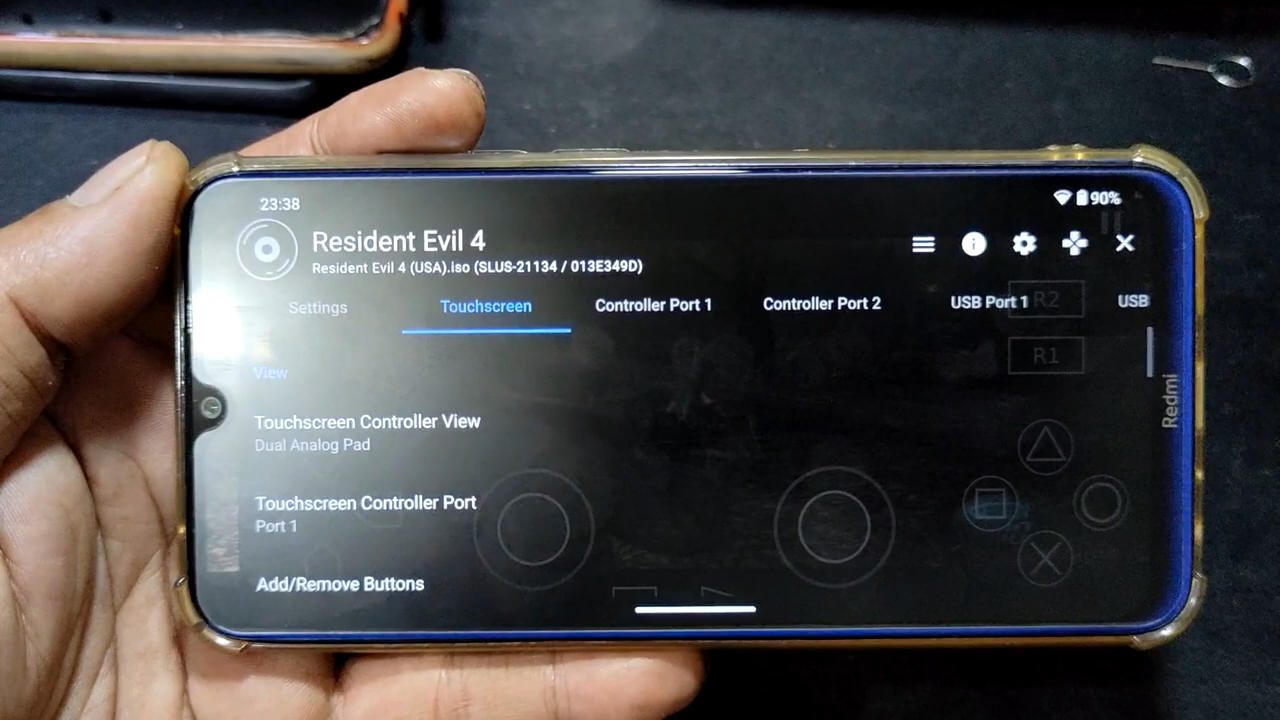 23:38
90%
Resident Evil 4
Resident Evil 4 (USA).iso (SLUS-21134 / 013E349D)
Settings
Touchscreen
Controller Port 1
Controller Port 2
USB Port 1
USB
R2
R1
View
Touchscreen Controller View
Dual Analog Pad
Touchscreen Controller Port
Port 1
Add/Remove Buttons
Redmi